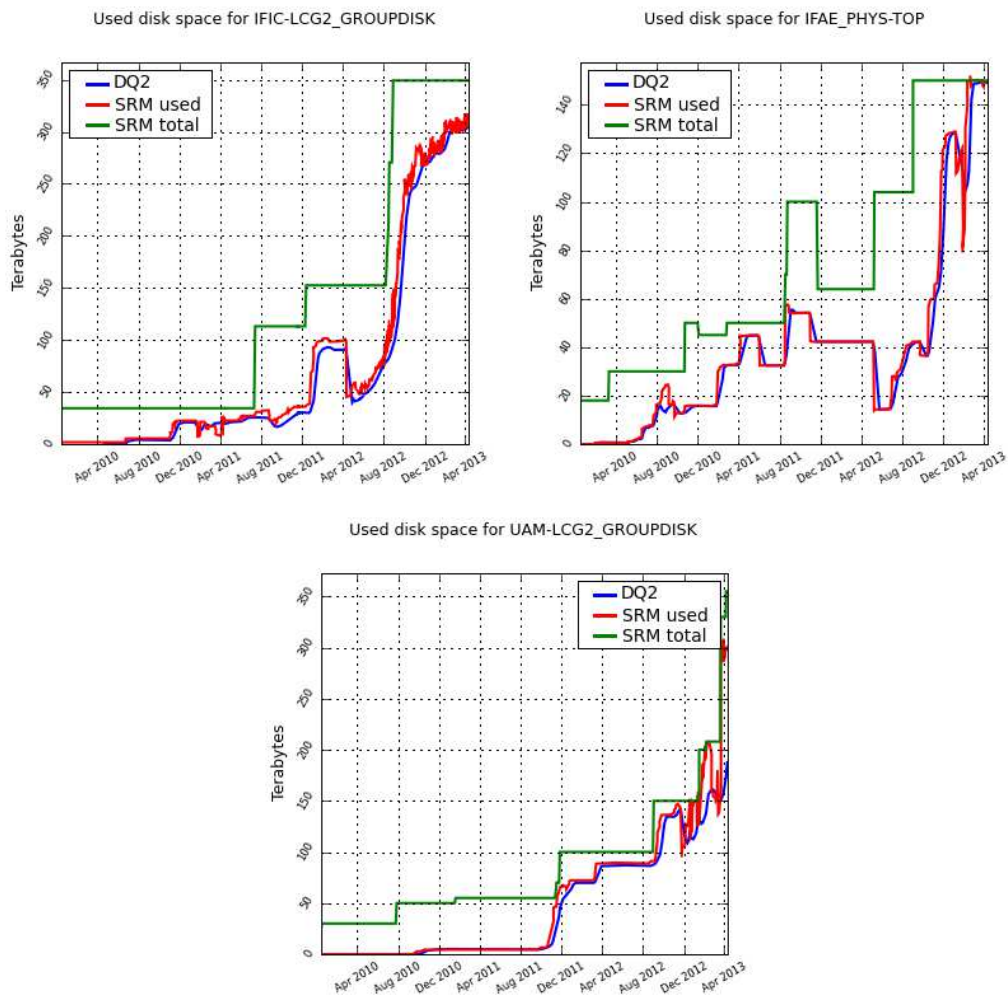 Used disk space for IFIC-LCG2_GROUPDISK
Terabytes
350
300
250
200
150
100
50
0
DQ2
SRM used
SRM total
Apr 2010
Aug 2010
Dec 2010
Apr 2011
Aug 2011
Dec 2011
Apr 2012
Aug 2012
Dec 2012
Apr 2013
Used disk space for IFAE_PHYS-TOP
Terabytes
140
120
100
80
60
40
20
0
DQ2
SRM used
SRM total
Apr 2010
Aug 2010
Dec 2010
Apr 2011
Aug 2011
Dec 2011
Apr 2012
Aug 2012
Dec 2012
Apr 2013
Used disk space for UAM-LCG2_GROUPDISK
Terabytes
350
300
250
200
150
100
50
0
DQ2
SRM used
SRM total
Apr 2010
Aug 2010
Dec 2010
Apr 2011
Aug 2011
Dec 2011
Apr 2012
Aug 2012
Dec 2012
Apr 2013